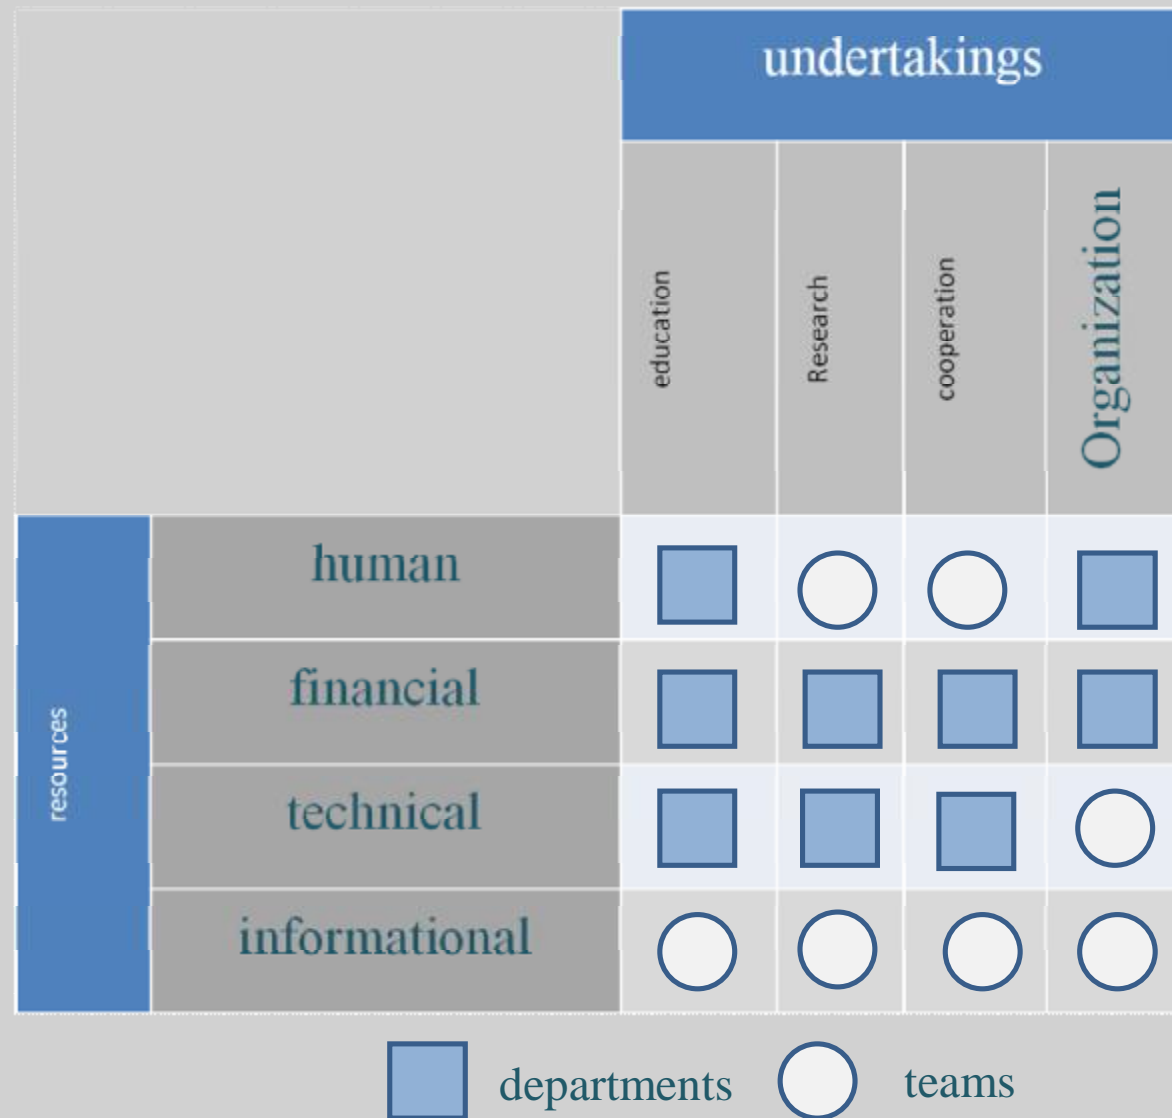 undertakings
education
Research
cooperation
Organization
resources
human
financial
technical
informational
departments
teams